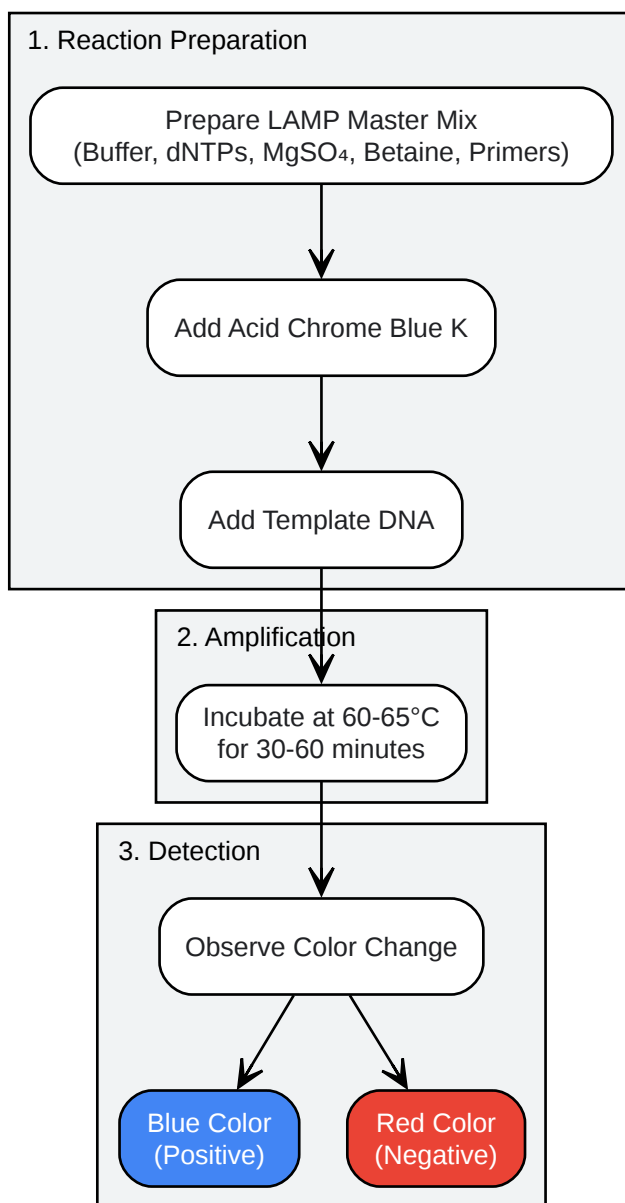 1. Reaction Preparation
Prepare LAMP Master Mix
(Buffer, dNTPs, MgSO₄, Betaine, Primers)
Add Acid Chrome Blue K
Add Template DNA
2. Amplification
Incubate at 60-65°C
for 30-60 minutes
3. Detection
Observe Color Change
Blue Color
(Positive)
Red Color
(Negative)